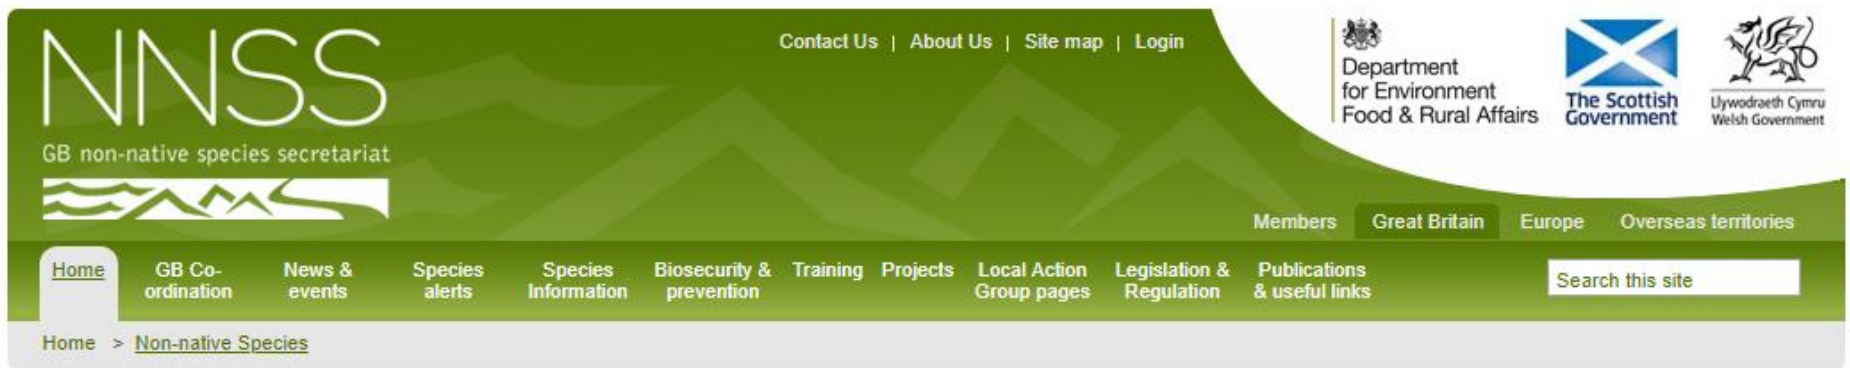 NNSS
GB non-native species secretariat
Contact Us | About Us | Site map | Login
Department
for Environment
Food & Rural Affairs
The Scottish
Government
Llywodraeth Cymru
Welsh Government
Members Great Britain Europe Overseas territories
Home
GB Co-
ordination
News &
events
Species
alerts
Species
Information
Biosecurity &
prevention
Training
Projects
Local Action
Group pages
Legislation &
Regulation
Publications
& useful links
Search this site
Home > Non-native Species